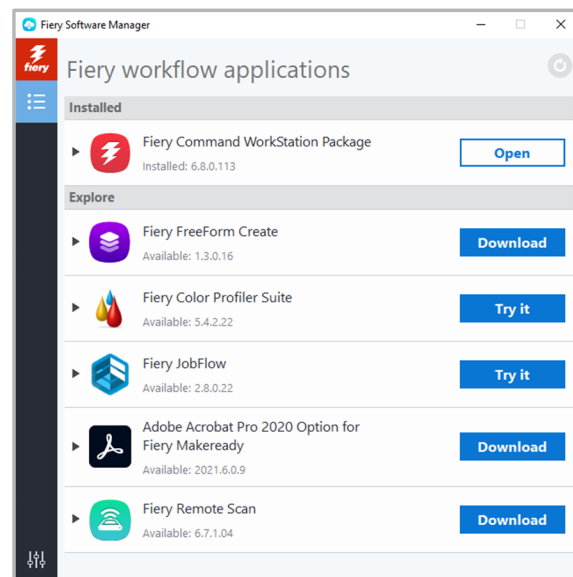 Fiery Software Manager
fiery
Fiery workflow applications
Installed
Fiery Command WorkStation Package
Installed: 6.8.0.113
Open
Explore
Fiery FreeForm Create
Available: 1.3.0.16
Download
Fiery Color Profiler Suite
Available: 5.4.2.22
Try it
Fiery JobFlow
Available: 2.8.0.22
Try it
Adobe Acrobat Pro 2020 Option for
Fiery Makeready
Available: 2021.6.0.9
Download
Fiery Remote Scan
Available: 6.7.1.04
Download